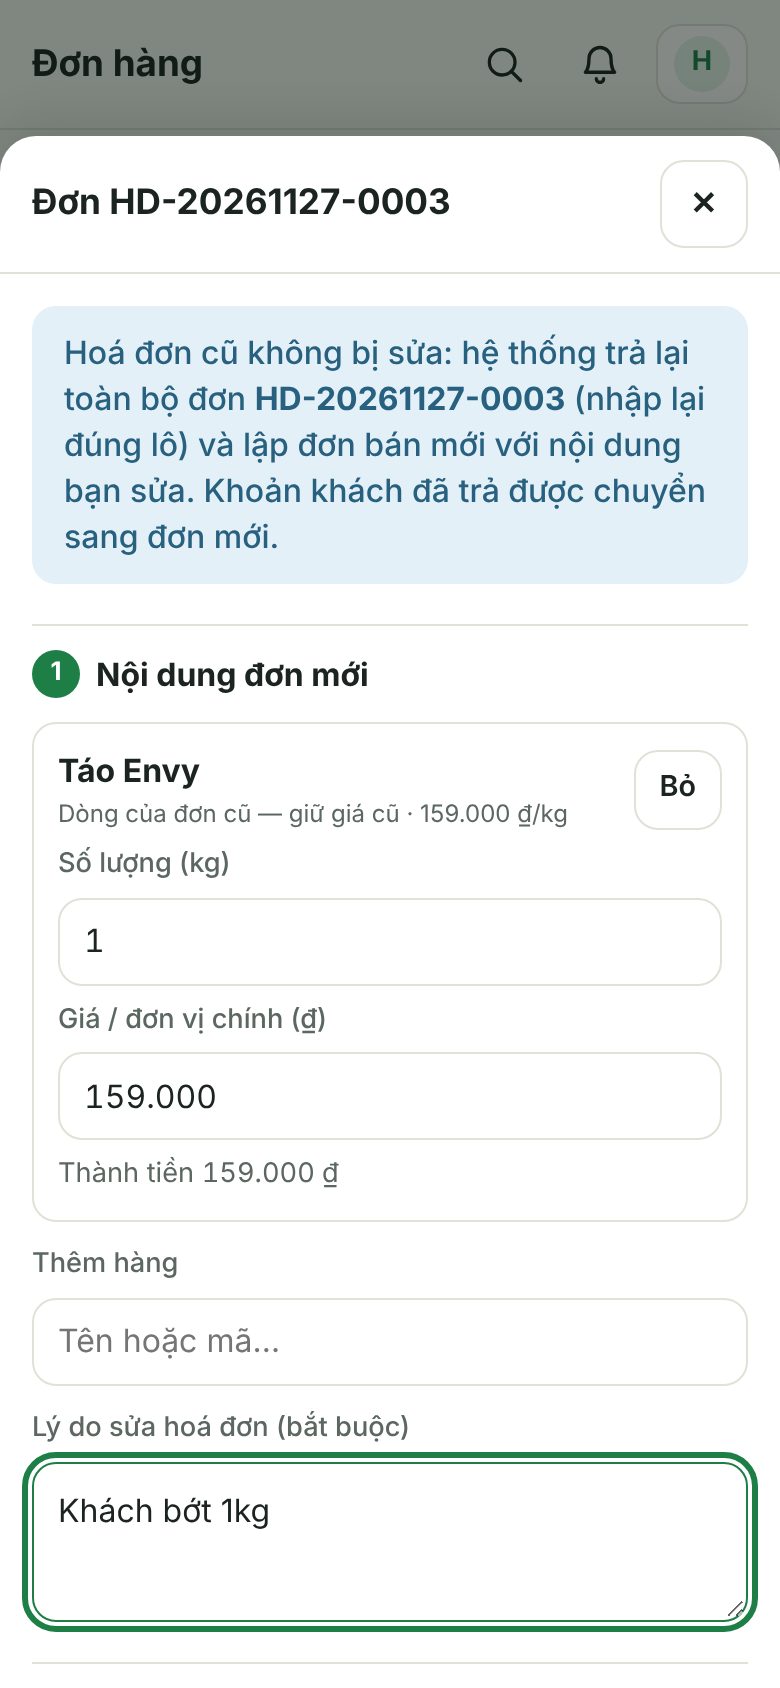 Đơn hàng
H
Đơn HD-20261127-0003
Hoá đơn cũ không bị sửa: hệ thống trả lại
toàn bộ đơn HD-20261127-0003 (nhập lại
đúng lô) và lập đơn bán mới với nội dung
bạn sửa. Khoản khách đã trả được chuyển
sang đơn mới.
1 Nội dung đơn mới
Táo Envy
Bỏ
Dòng của đơn cũ — giữ giá cũ · 159.000 ₫/kg
Số lượng (kg)
1
Giá / đơn vị chính (₫)
159.000
Thành tiền 159.000 ₫
Thêm hàng
Tên hoặc mã...
Lý do sửa hoá đơn (bắt buộc)
Khách bớt 1kg